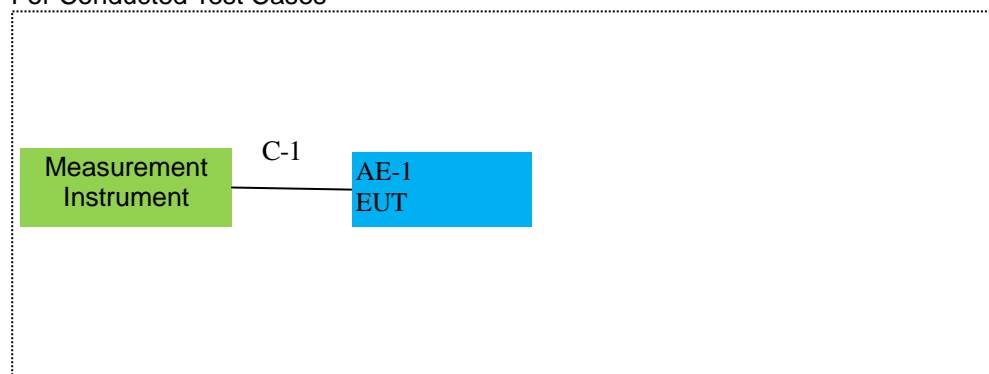 For Conducted Test Cases
Measurement
Instrument
C-1
AE-1
EUT